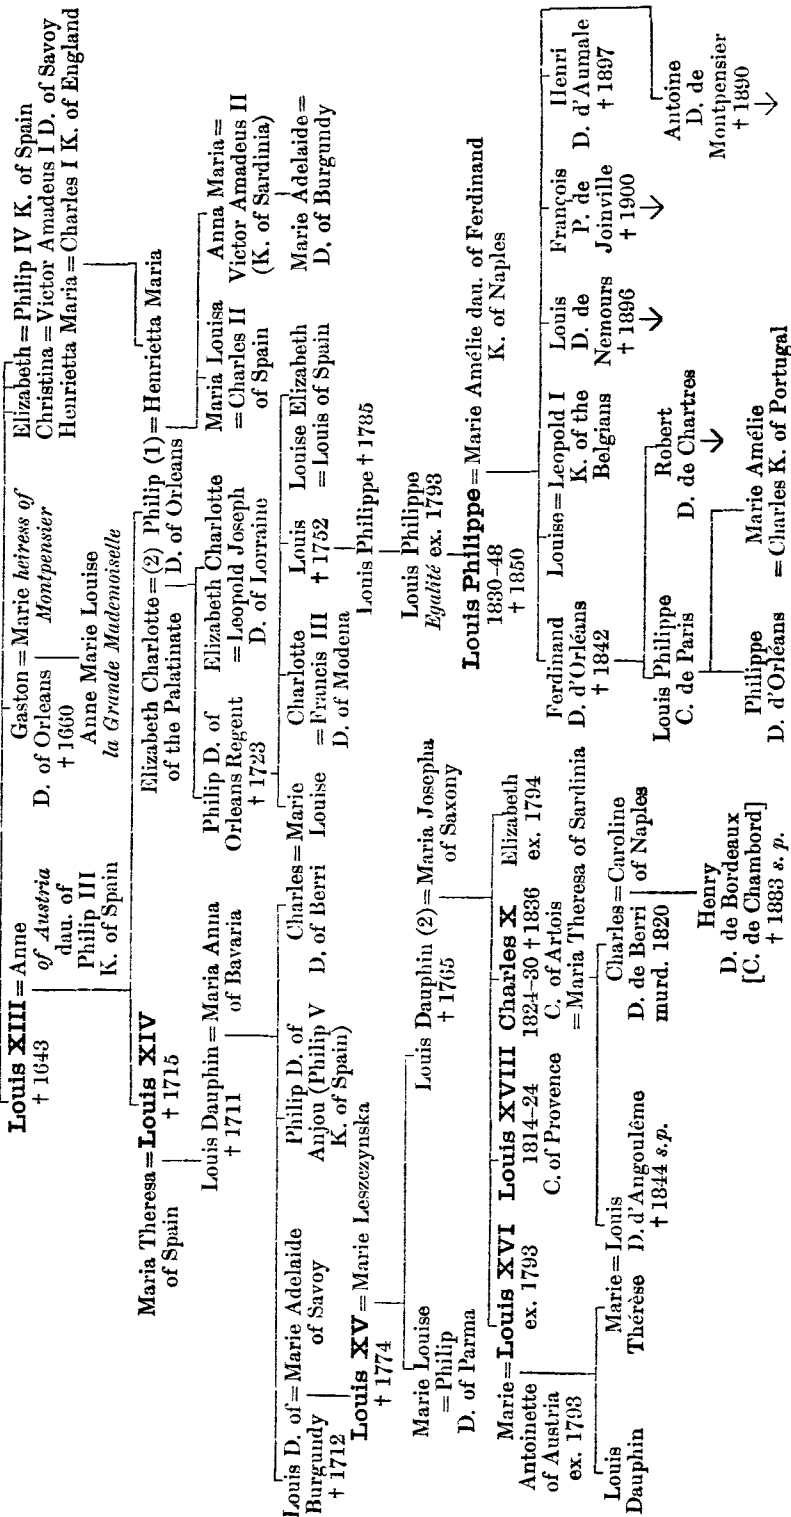 Louis XIII = Anne
† 1643
of Austria
dau. of
Philip III
K. of Spain
Gaston = Marie heiress of
D. of Orleans Montpensier
† 1660
Anne Marie Louise
la Grande Mademoiselle
Elizabeth = Philip IV K. of Spain
Christina = Victor Amadeus I D. of Savoy
Henrietta Maria = Charles I K. of England
Maria Theresa = Louis XIV
of Spain † 1715
Elizabeth Charlotte = (2) Philip (1) = Henrietta Maria
of the Palatinate D. of Orleans
Louis Dauphin = Maria Anna
† 1711 of Bavaria
Philip D. of
Orleans Regent
† 1723
Elizabeth Charlotte
= Leopold Joseph
D. of Lorraine
Maria Louisa
= Charles II
of Spain
Anna Maria =
Victor Amadeus II
(K. of Sardinia)
Marie Adelaide =
D. of Burgundy
Louis D. of = Marie Adelaide
Burgundy of Savoy
† 1712
Philip D. of
Anjou (Philip V
K. of Spain)
Charles = Marie
D. of Berri Louise
Charlotte
= Francis III
D. of Modena
Louis
† 1752
Louise Elizabeth
= Louis of Spain
Louis XV = Marie Leszczynska
† 1774
Louis Philippe † 1785
Marie Louise
= Philip
D. of Parma
Louis Dauphin (2) = Maria Josepha
† 1765 of Saxony
Louis Philippe
Egalité ex. 1793
Marie = Louis XVI
Antoinette ex. 1793
of Austria
ex. 1793
Louis XVIII
1814–24
C. of Provence
Charles X
1824–30 † 1836
C. of Artois
= Maria Theresa of Sardinia
Elizabeth
ex. 1794
Louis Philippe = Marie Amélie dau. of Ferdinand
1830–48 K. of Naples
† 1850
Louis
Dauphin
Marie = Louis
Thérèse D. d'Angoulême
† 1844 s.p.
Charles = Caroline
D. de Berri of Naples
murd. 1820
Ferdinand
D. d'Orléans
† 1842
Louise = Leopold I
K. of the
Belgians
Louis
D. de
Nemours
† 1896
François
P. de
Joinville
† 1900
Henri
D. d'Aumale
† 1897
Antoine
D. de
Montpensier
† 1890
Henry
D. de Bordeaux
[C. de Chambord]
† 1883 s. p.
Louis Philippe
C. de Paris
Robert
D. de Chartres
Philippe
D. d'Orléans
Marie Amélie
= Charles K. of Portugal